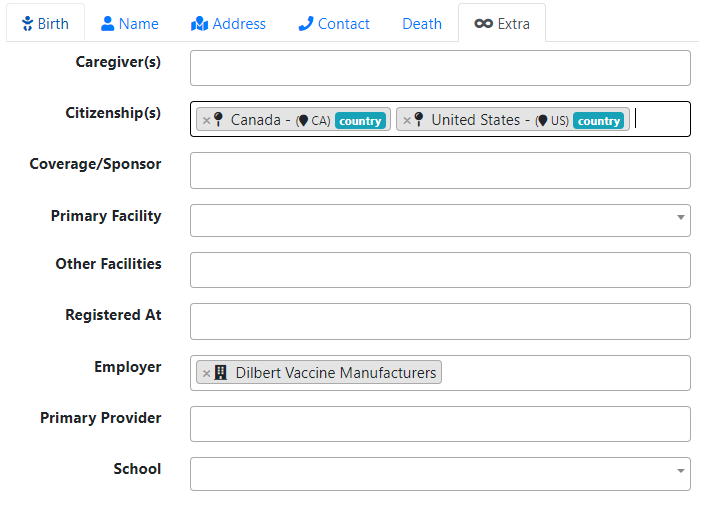 Birth Name Address Contact Death Extra
Caregiver(s)
Citizenship(s) × Canada - ( CA) country × United States - ( US) country
Coverage/Sponsor
Primary Facility
Other Facilities
Registered At
Employer × Dilbert Vaccine Manufacturers
Primary Provider
School